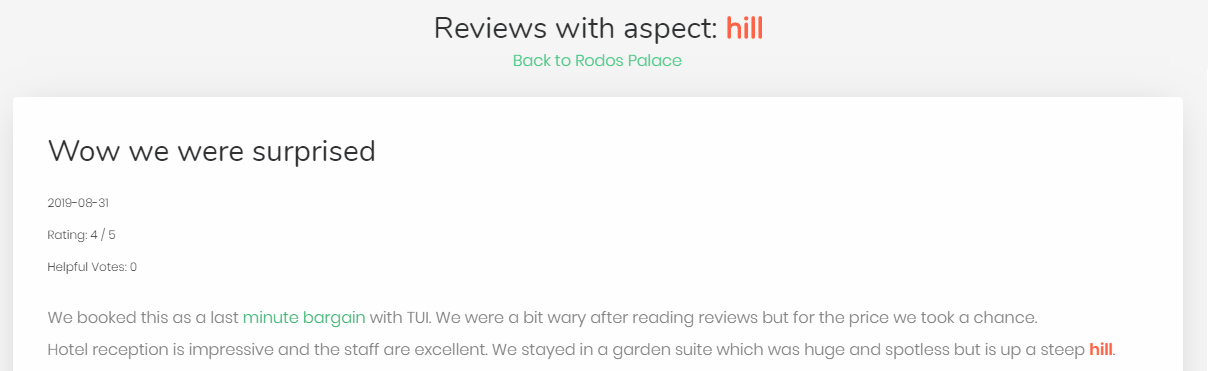 Reviews with aspect: hill
Back to Rodos Palace
Wow we were surprised
2019-08-31
Rating: 4 / 5
Helpful Votes: 0
We booked this as a last minute bargain with TUI. We were a bit wary after reading reviews but for the price we took a chance.
Hotel reception is impressive and the staff are excellent. We stayed in a garden suite which was huge and spotless but is up a steep hill.